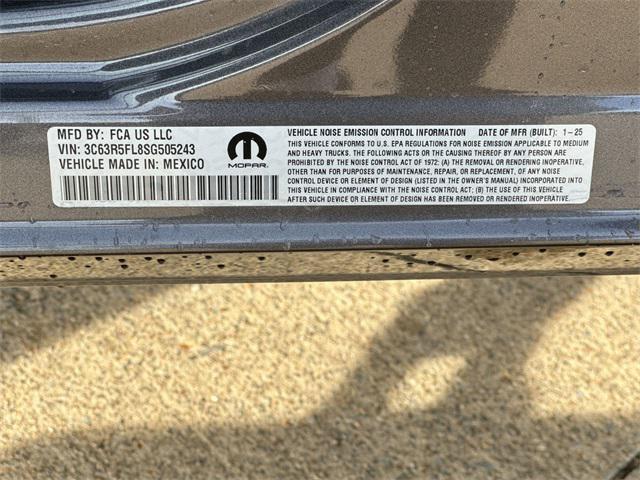 MFD BY: FCA US LLC
VIN: 3C63R5FL8SG505243
VEHICLE MADE IN: MEXICO
MOPAR
VEHICLE NOISE EMISSION CONTROL INFORMATION DATE OF MFR (BUILT): 1-25
THIS VEHICLE CONFORMS TO U.S. EPA REGULATIONS FOR NOISE EMISSION APPLICABLE TO MEDIUM
AND HEAVY TRUCKS. THE FOLLOWING ACTS OR THE CAUSING THEREOF BY ANY PERSON ARE
PROHIBITED BY THE NOISE CONTROL ACT OF 1972: (A) THE REMOVAL OR RENDERING INOPERATIVE,
OTHER THAN FOR PURPOSES OF MAINTENANCE, REPAIR, OR REPLACEMENT, OF ANY NOISE
CONTROL DEVICE OR ELEMENT OF DESIGN (LISTED IN THE OWNER'S MANUAL) INCORPORATED INTO
THIS VEHICLE IN COMPLIANCE WITH THE NOISE CONTROL ACT; (B) THE USE OF THIS VEHICLE
AFTER SUCH DEVICE OR ELEMENT OF DESIGN HAS BEEN REMOVED OR RENDERED INOPERATIVE.